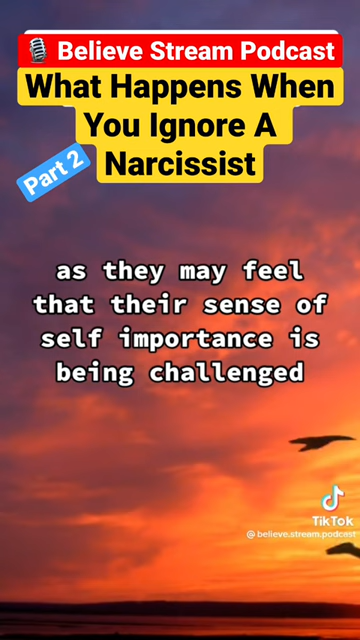 Believe Stream Podcast
What Happens When
You Ignore A
Narcissist
Part 2
as they may feel
that their sense of
self importance is
being challenged
TikTok
@ believe.stream.podcast